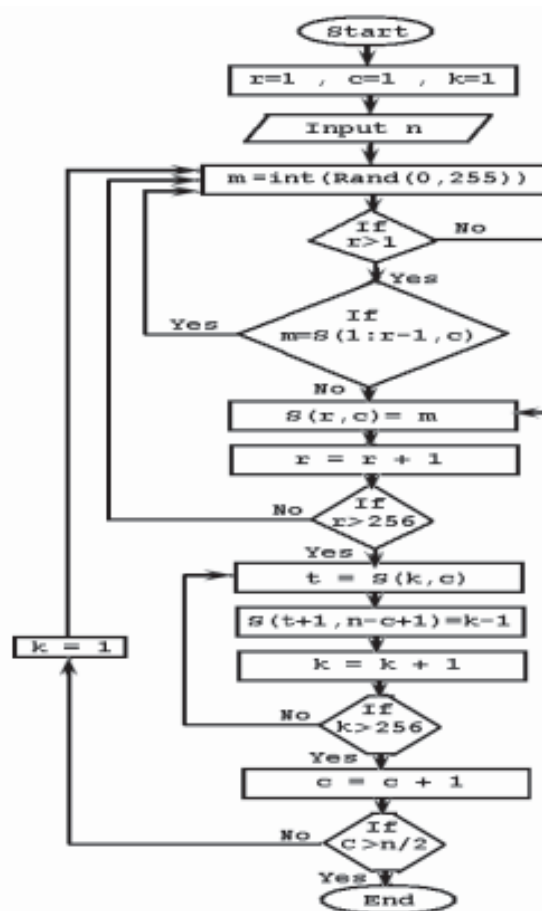 Start
r=1 , c=1 , k=1
Input n
m=int(Rand(0,255))
If
r>1
No
Yes
If
m=S(1:r-1,c)
Yes
No
S(r,c)= m
r = r + 1
If
r>256
No
Yes
t = S(k,c)
S(t+1,n-c+1)=k-1
k = 1
k = k + 1
If
k>256
No
Yes
c = c + 1
If
C>n/2
No
Yes
End